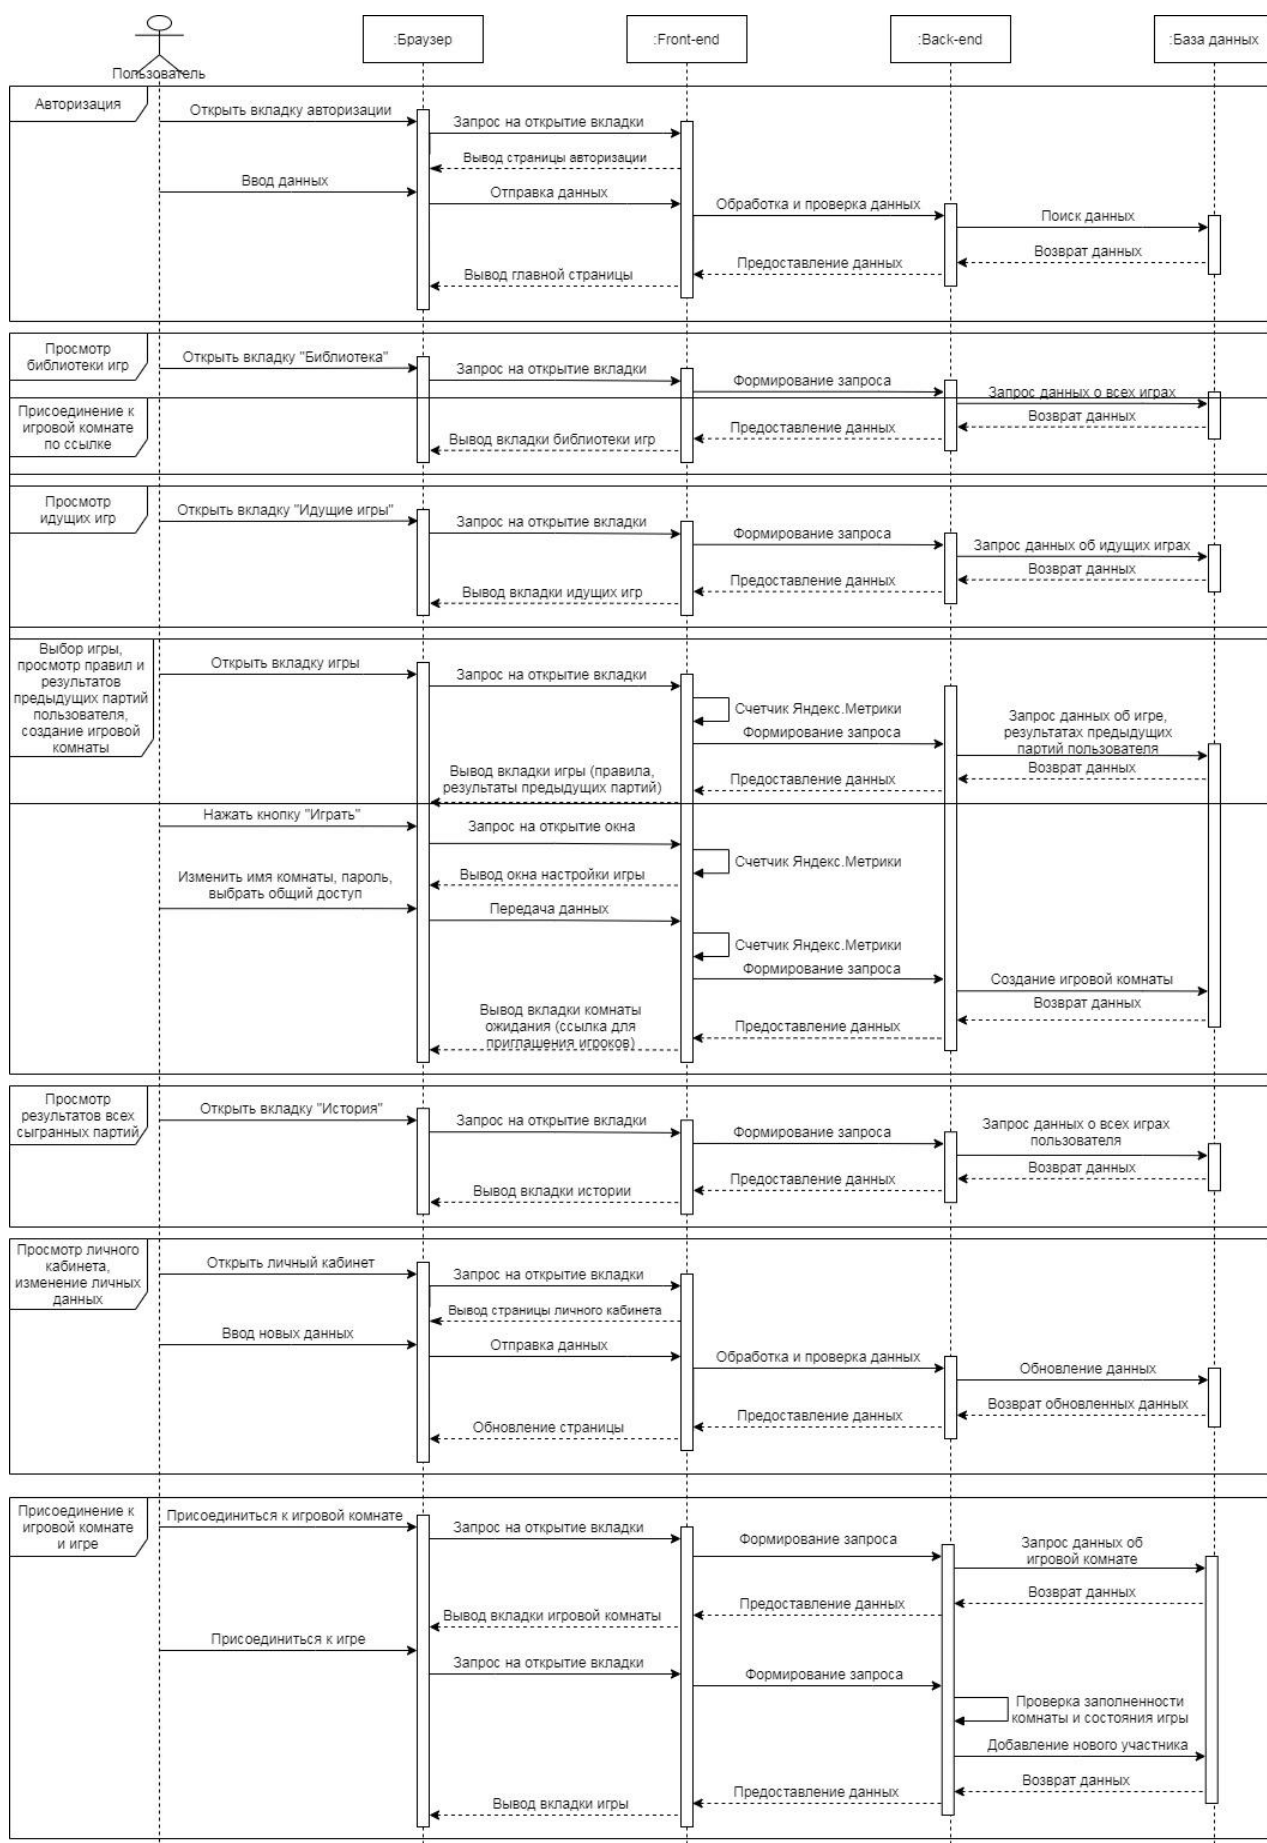 :Браузер
:Front-end
:Back-end
:База данных
Пользователь
Авторизация
Открыть вкладку авторизации
Запрос на открытие вкладки
Вывод страницы авторизации
Ввод данных
Отправка данных
Обработка и проверка данных
Поиск данных
Возврат данных
Предоставление данных
Вывод главной страницы
Просмотр
библиотеки игр
Открыть вкладку "Библиотека"
Запрос на открытие вкладки
Формирование запроса
Запрос данных о всех играх
Присоединение к
игровой комнате
по ссылке
Возврат данных
Предоставление данных
Вывод вкладки библиотеки игр
Просмотр
идущих игр
Открыть вкладку "Идущие игры"
Запрос на открытие вкладки
Формирование запроса
Запрос данных об идущих играх
Возврат данных
Предоставление данных
Вывод вкладки идущих игр
Выбор игры,
просмотр правил и
результатов
предыдущих партий
пользователя,
создание игровой
комнаты
Открыть вкладку игры
Запрос на открытие вкладки
Счетчик Яндекс.Метрики
Формирование запроса
Запрос данных об игре,
результатах предыдущих
партий пользователя
Возврат данных
Предоставление данных
Вывод вкладки игры (правила,
результаты предыдущих партий)
Нажать кнопку "Играть"
Запрос на открытие окна
Счетчик Яндекс.Метрики
Вывод окна настройки игры
Изменить имя комнаты, пароль,
выбрать общий доступ
Передача данных
Счетчик Яндекс.Метрики
Формирование запроса
Создание игровой комнаты
Возврат данных
Предоставление данных
Вывод вкладки комнаты
ожидания (ссылка для
приглашения игроков)
Просмотр
результатов всех
сыгранных партий
Открыть вкладку "История"
Запрос на открытие вкладки
Формирование запроса
Запрос данных о всех играх
пользователя
Возврат данных
Предоставление данных
Вывод вкладки истории
Просмотр личного
кабинета,
изменение личных
данных
Открыть личный кабинет
Запрос на открытие вкладки
Вывод страницы личного кабинета
Ввод новых данных
Отправка данных
Обработка и проверка данных
Обновление данных
Возврат обновленных данных
Предоставление данных
Обновление страницы
Присоединение к
игровой комнате
и игре
Присоединиться к игровой комнате
Запрос на открытие вкладки
Формирование запроса
Запрос данных об
игровой комнате
Возврат данных
Предоставление данных
Вывод вкладки игровой комнаты
Присоединиться к игре
Запрос на открытие вкладки
Формирование запроса
Проверка заполненности
комнаты и состояния игры
Добавление нового участника
Возврат данных
Предоставление данных
Вывод вкладки игры